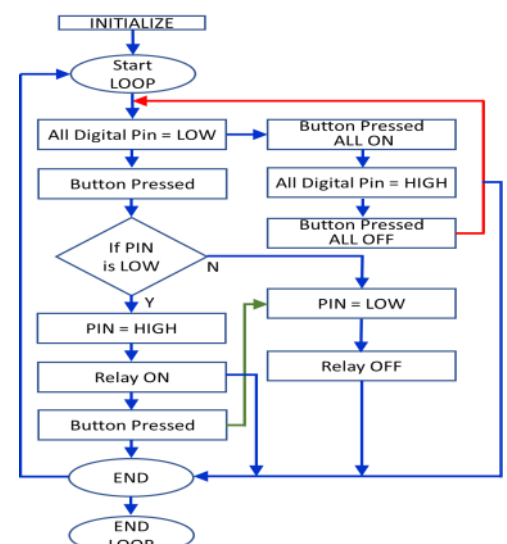 INITIALIZE
Start
LOOP
All Digital Pin = LOW
Button Pressed
ALL ON
Button Pressed
All Digital Pin = HIGH
Button Pressed
ALL OFF
If PIN
is LOW
N
Y
PIN = LOW
PIN = HIGH
Relay OFF
Relay ON
Button Pressed
END
END
LOOP